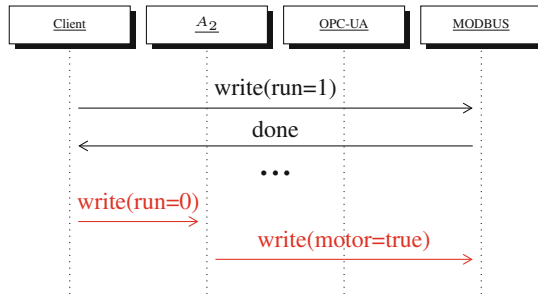 Client A2 OPC-UA MODBUS
write(run=1)
done
...
write(run=0)
write(motor=true)